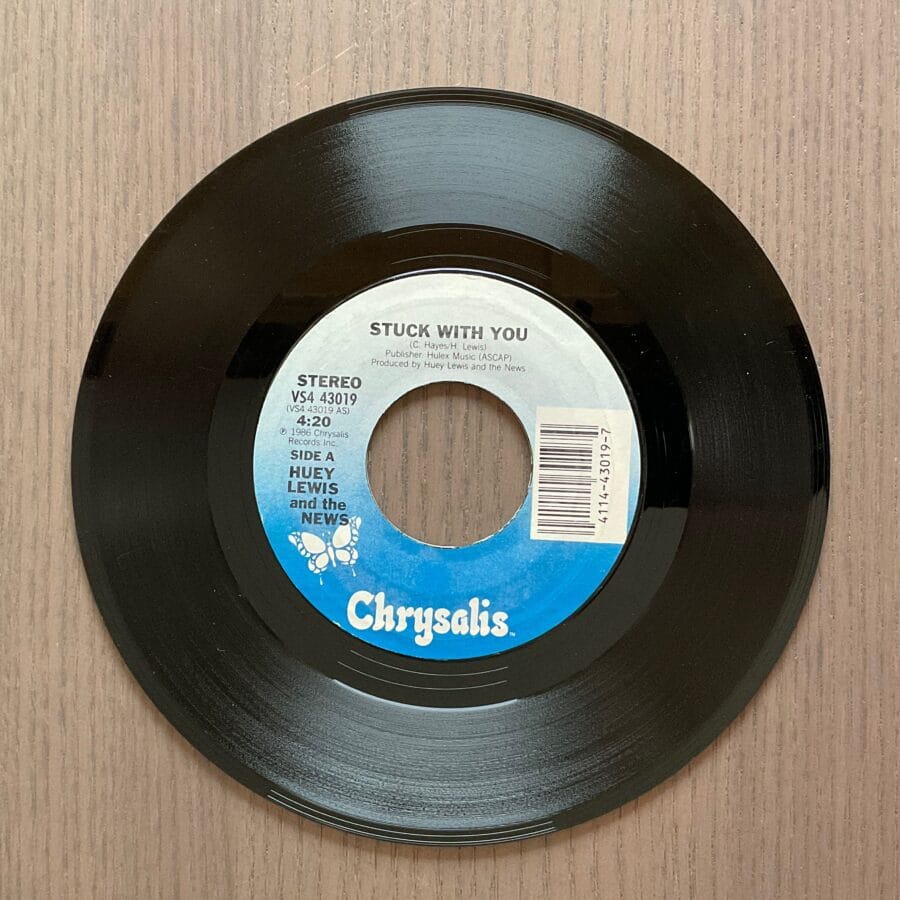 STUCK WITH YOU
(C. Hayes/H. Lewis)
Publisher: Hulex Music (ASCAP)
Produced by Huey Lewis and the News
STEREO
VS4 43019
(VS4 43019 AS)
4:20
℗ 1986 Chrysalis
Records Inc.
SIDE A
HUEY
LEWIS
and the
NEWS
4114-43019-7
Chrysalis™